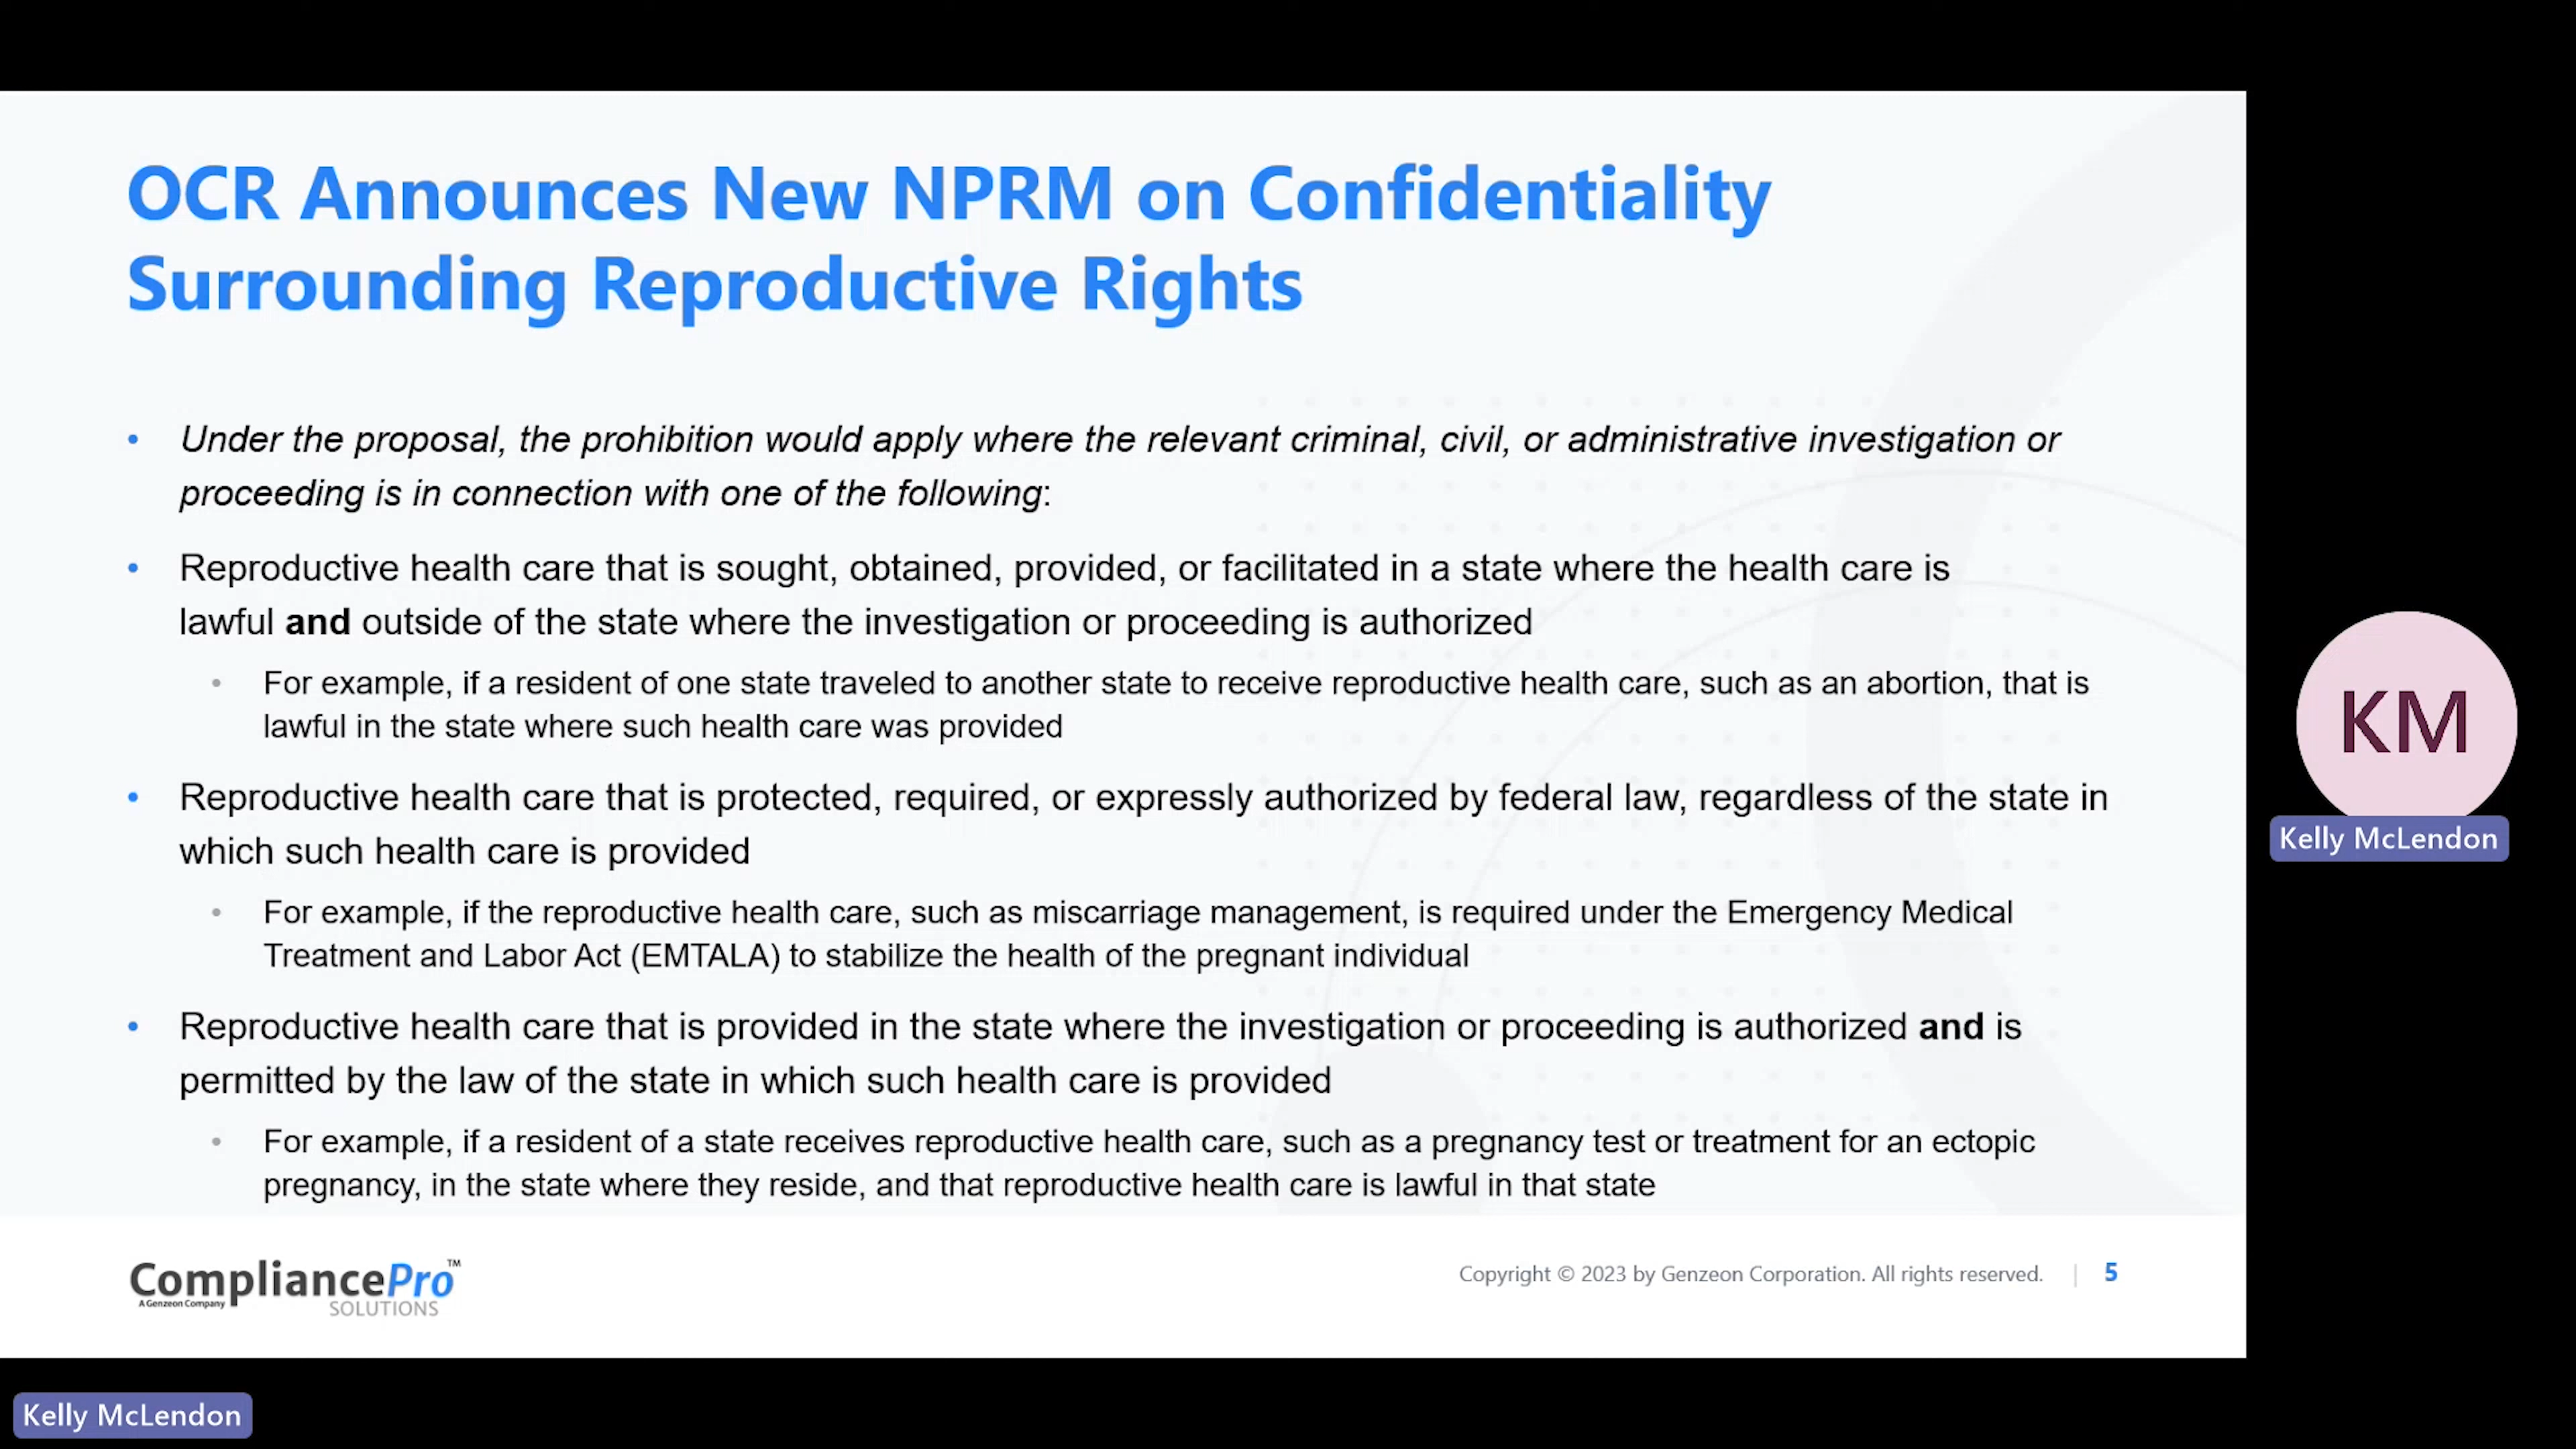 OCR Announces New NPRM on Confidentiality
Surrounding Reproductive Rights
• Under the proposal, the prohibition would apply where the relevant criminal, civil, or administrative investigation or
proceeding is in connection with one of the following:
• Reproductive health care that is sought, obtained, provided, or facilitated in a state where the health care is
lawful and outside of the state where the investigation or proceeding is authorized
• For example, if a resident of one state traveled to another state to receive reproductive health care, such as an abortion, that is
lawful in the state where such health care was provided
• Reproductive health care that is protected, required, or expressly authorized by federal law, regardless of the state in
which such health care is provided
• For example, if the reproductive health care, such as miscarriage management, is required under the Emergency Medical
Treatment and Labor Act (EMTALA) to stabilize the health of the pregnant individual
• Reproductive health care that is provided in the state where the investigation or proceeding is authorized and is
permitted by the law of the state in which such health care is provided
• For example, if a resident of a state receives reproductive health care, such as a pregnancy test or treatment for an ectopic
pregnancy, in the state where they reside, and that reproductive health care is lawful in that state
CompliancePro™
A Genzeon Company
SOLUTIONS
Copyright © 2023 by Genzeon Corporation. All rights reserved. | 5
KM
Kelly McLendon
Kelly McLendon